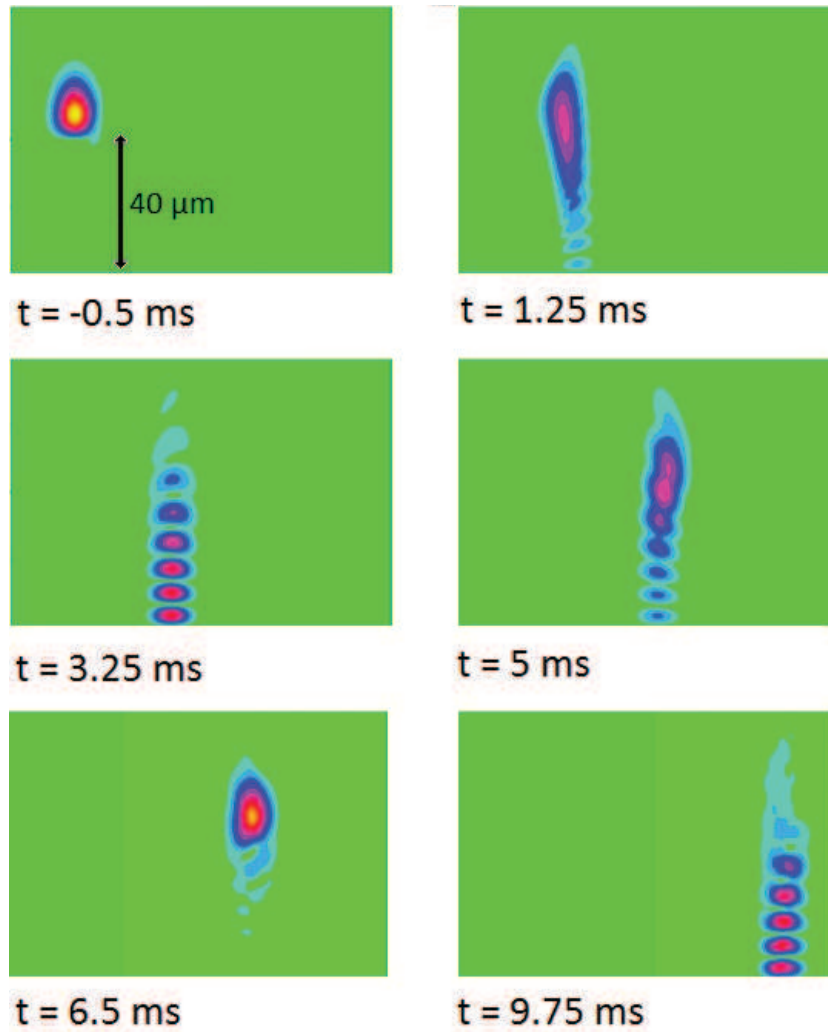 40 μm
t = -0.5 ms
t = 1.25 ms
t = 3.25 ms
t = 5 ms
t = 6.5 ms
t = 9.75 ms